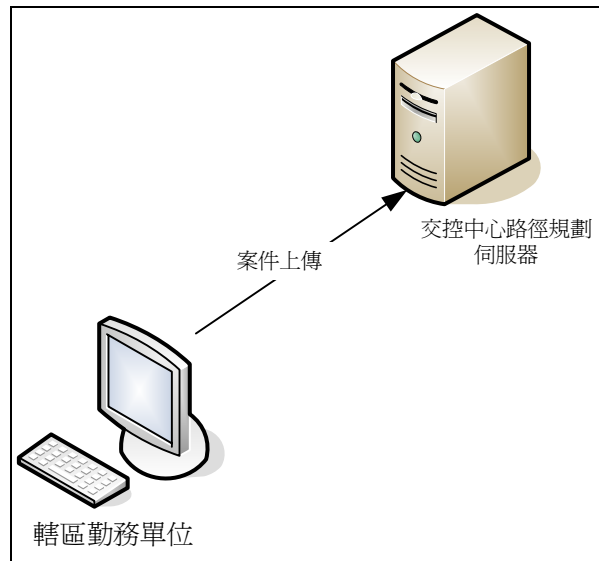 交控中心路徑規劃
伺服器
案件上傳
轄區勤務單位